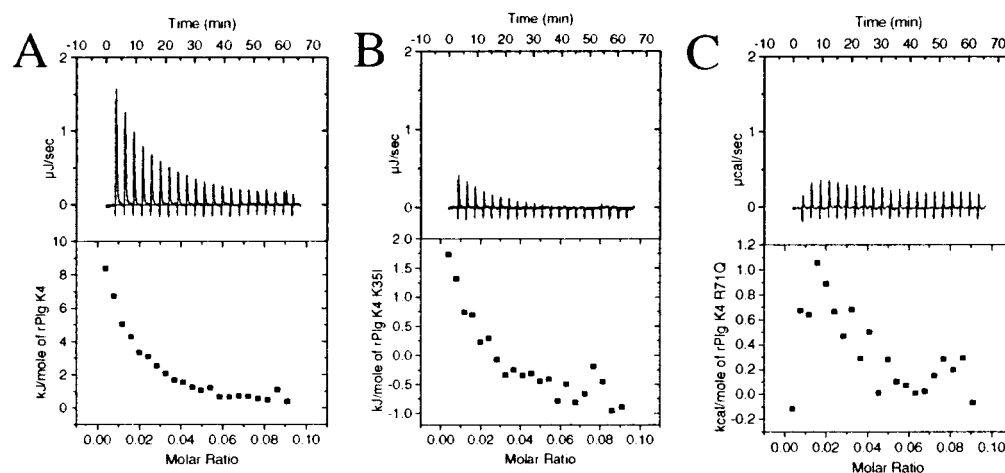 A
Time (min)
-10 0 10 20 30 40 50 60 70
2
1
0
µJ/sec
10
8
6
4
2
0
kJ/mole of rPlg K4
0.00 0.02 0.04 0.06 0.08 0.10
Molar Ratio
B
Time (min)
-10 0 10 20 30 40 50 60 70
2
1
0
µJ/sec
2.0
1.5
1.0
0.5
0.0
-0.5
-1.0
kJ/mole of rPlg K4 K35I
0.00 0.02 0.04 0.06 0.08 0.10
Molar Ratio
C
Time (min)
-10 0 10 20 30 40 50 60 70
2
1
0
µcal/sec
1.2
1.0
0.8
0.6
0.4
0.2
0.0
-0.2
kcal/mole of rPlg K4 R71Q
0.00 0.02 0.04 0.06 0.08 0.10
Molar Ratio